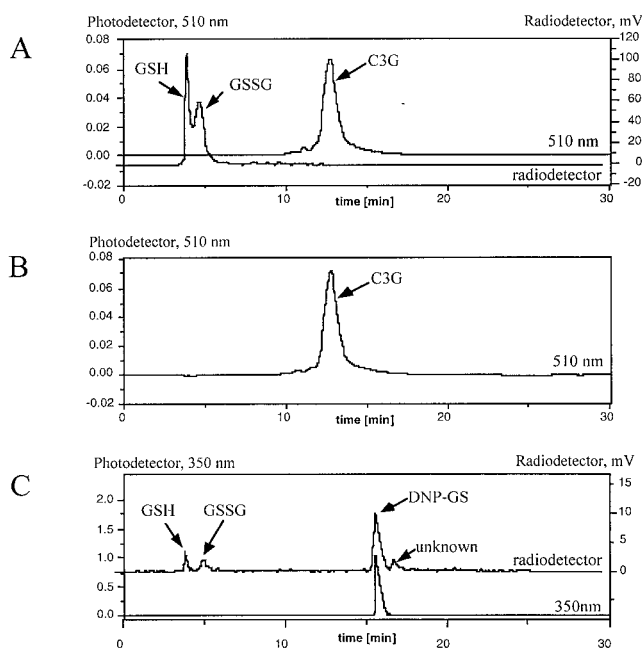 A
Photodetector, 510 nm
Radiodetector, mV
0.08
0.06
0.04
0.02
0.00
-0.02
GSH
GSSG
C3G
120
100
80
60
40
20
0
-20
510 nm
radiodetector
0
10
20
30
time [min]
B
Photodetector, 510 nm
0.08
0.06
0.04
0.02
0.00
-0.02
C3G
510 nm
0
10
20
30
time [min]
C
Photodetector, 350 nm
Radiodetector, mV
2.0
1.5
1.0
0.5
0.0
GSH
GSSG
DNP-GS
unknown
15
10
5
0
radiodetector
350nm
0
10
20
30
time [min]